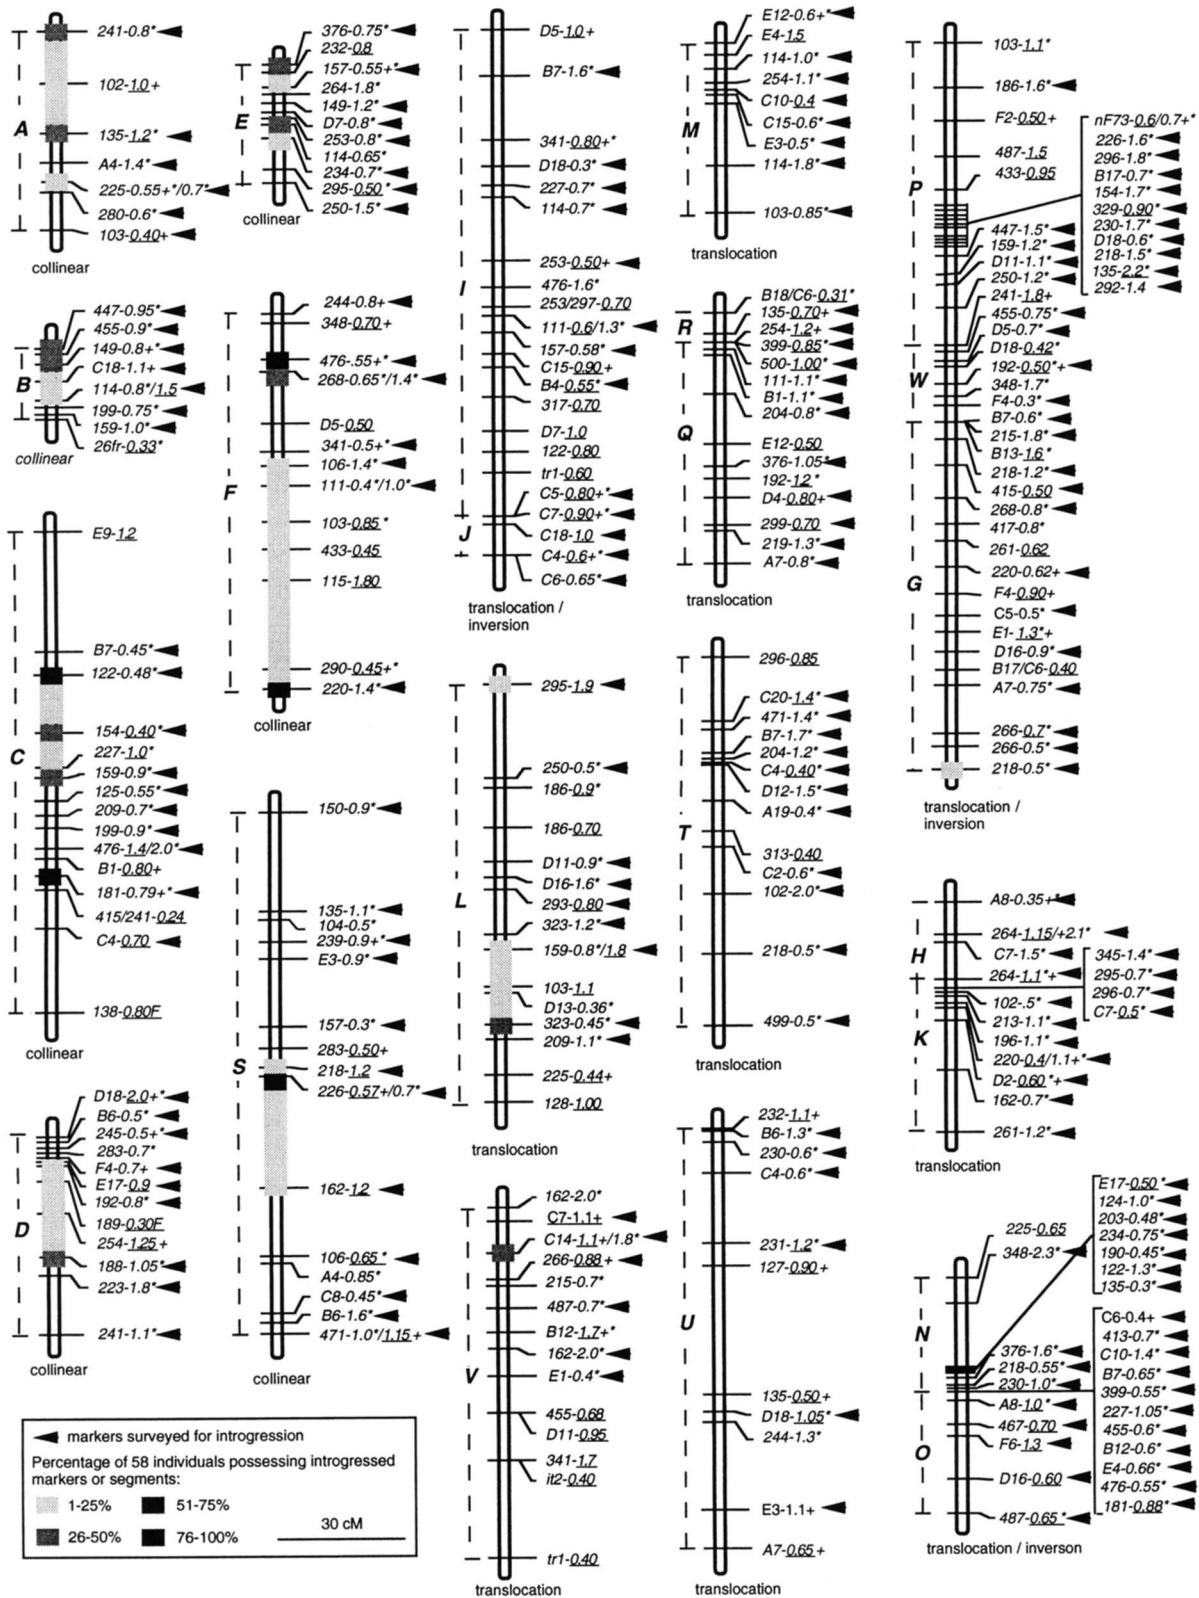 241-0.8*
102-1.0+
135-1.2*
A
A4-1.4*
225-0.55+*/0.7*
280-0.6*
103-0.40+
collinear
447-0.95*
455-0.9*
149-0.8+*
C18-1.1+
B
114-0.8*/1.5
199-0.75*
159-1.0*
26fr-0.33*
collinear
E9-1.2
B7-0.45*
122-0.48*
154-0.40*
227-1.0*
C
159-0.9*
125-0.55*
209-0.7*
199-0.9*
476-1.4/2.0*
B1-0.80+
181-0.79+*
415/241-0.24
C4-0.70
138-0.80F
collinear
D18-2.0+*
B6-0.5*
245-0.5+*
283-0.7*
F4-0.7+
E17-0.9
192-0.8*
189-0.30F
D
254-1.25+
188-1.05*
223-1.8*
241-1.1*
collinear
376-0.75*
232-0.8
157-0.55+*
264-1.8*
149-1.2*
E
D7-0.8*
253-0.8*
114-0.65*
234-0.7*
295-0.50*
250-1.5*
collinear
244-0.8+
348-0.70+
476-.55+*
268-0.65*/1.4*
D5-0.50
341-0.5+*
106-1.4*
F
111-0.4*/1.0*
103-0.85*
433-0.45
115-1.80
290-0.45+*
220-1.4*
collinear
150-0.9*
135-1.1*
104-0.5*
239-0.9+*
E3-0.9*
157-0.3*
283-0.50+
S
218-1.2
226-0.57+/0.7*
162-1.2
106-0.65*
A4-0.85*
C8-0.45*
B6-1.6*
471-1.0*/1.15+
collinear
D5-1.0+
B7-1.6*
341-0.80+*
D18-0.3*
227-0.7*
114-0.7*
253-0.50+
I
476-1.6*
253/297-0.70
111-0.6/1.3*
157-0.58*
C15-0.90+
B4-0.55*
317-0.70
D7-1.0
122-0.80
tr1-0.60
C5-0.80+*
C7-0.90+*
J
C18-1.0
C4-0.6+*
C6-0.65*
translocation /
inversion
295-1.9
250-0.5*
186-0.9*
186-0.70
D11-0.9*
D16-1.6*
L
293-0.80
323-1.2*
159-0.8*/1.8
103-1.1
D13-0.36*
323-0.45*
209-1.1*
225-0.44+
128-1.00
translocation
162-2.0*
C7-1.1+
C14-1.1+/1.8*
266-0.88+
215-0.7*
487-0.7*
B12-1.7+*
162-2.0*
V
E1-0.4*
455-0.68
D11-0.95
341-1.7
it2-0.40
tr1-0.40
translocation
E12-0.6+*
E4-1.5
114-1.0*
254-1.1*
C10-0.4
M
C15-0.6*
E3-0.5*
114-1.8*
103-0.85*
translocation
B18/C6-0.31*
135-0.70+
R
254-1.2+
399-0.85*
500-1.00*
111-1.1*
B1-1.1*
204-0.8*
Q
E12-0.50
376-1.05*
192-1.2*
D4-0.80+
299-0.70
219-1.3*
A7-0.8*
translocation
296-0.85
C20-1.4*
471-1.4*
B7-1.7*
204-1.2*
C4-0.40*
D12-1.5*
A19-0.4*
T
313-0.40
C2-0.6*
102-2.0*
218-0.5*
499-0.5*
translocation
232-1.1+
B6-1.3*
230-0.6*
C4-0.6*
231-1.2*
127-0.90+
U
135-0.50+
D18-1.05*
244-1.3*
E3-1.1+
A7-0.65+
translocation
103-1.1*
186-1.6*
F2-0.50+
487-1.5
433-0.95
P
nF73-0.6/0.7+*
226-1.6*
296-1.8*
B17-0.7*
154-1.7*
329-0.90*
230-1.7*
D18-0.6*
218-1.5*
135-2.2*
292-1.4
447-1.5*
159-1.2*
D11-1.1*
250-1.2*
241-1.8+
455-0.75*
D5-0.7*
D18-0.42*
W
192-0.50*+
348-1.7*
F4-0.3*
B7-0.6*
215-1.8*
B13-1.6*
218-1.2*
415-0.50
268-0.8*
417-0.8*
261-0.62
220-0.62+
G
F4-0.90+
C5-0.5*
E1-1.3*+
D16-0.9*
B17/C6-0.40
A7-0.75*
266-0.7*
266-0.5*
218-0.5*
translocation /
inversion
A8-0.35+*
264-1.15/+2.1*
H
C7-1.5*
264-1.1*+
345-1.4*
295-0.7*
296-0.7*
C7-0.5*
102-.5*
213-1.1*
K
196-1.1*
220-0.4/1.1+*
D2-0.60*+
162-0.7*
261-1.2*
translocation
225-0.65
348-2.3*
E17-0.50*
124-1.0*
203-0.48*
234-0.75*
190-0.45*
122-1.3*
135-0.3*
N
376-1.6*
218-0.55*
230-1.0*
A8-1.0*
467-0.70
O
F6-1.3
D16-0.60
487-0.65*
C6-0.4+
413-0.7*
C10-1.4*
B7-0.65*
399-0.55*
227-1.05*
455-0.6*
B12-0.6*
E4-0.66*
476-0.55*
181-0.88*
translocation / inverson
markers surveyed for introgression
Percentage of 58 individuals possessing introgressed
markers or segments:
1-25%
51-75%
26-50%
76-100%
30 cM